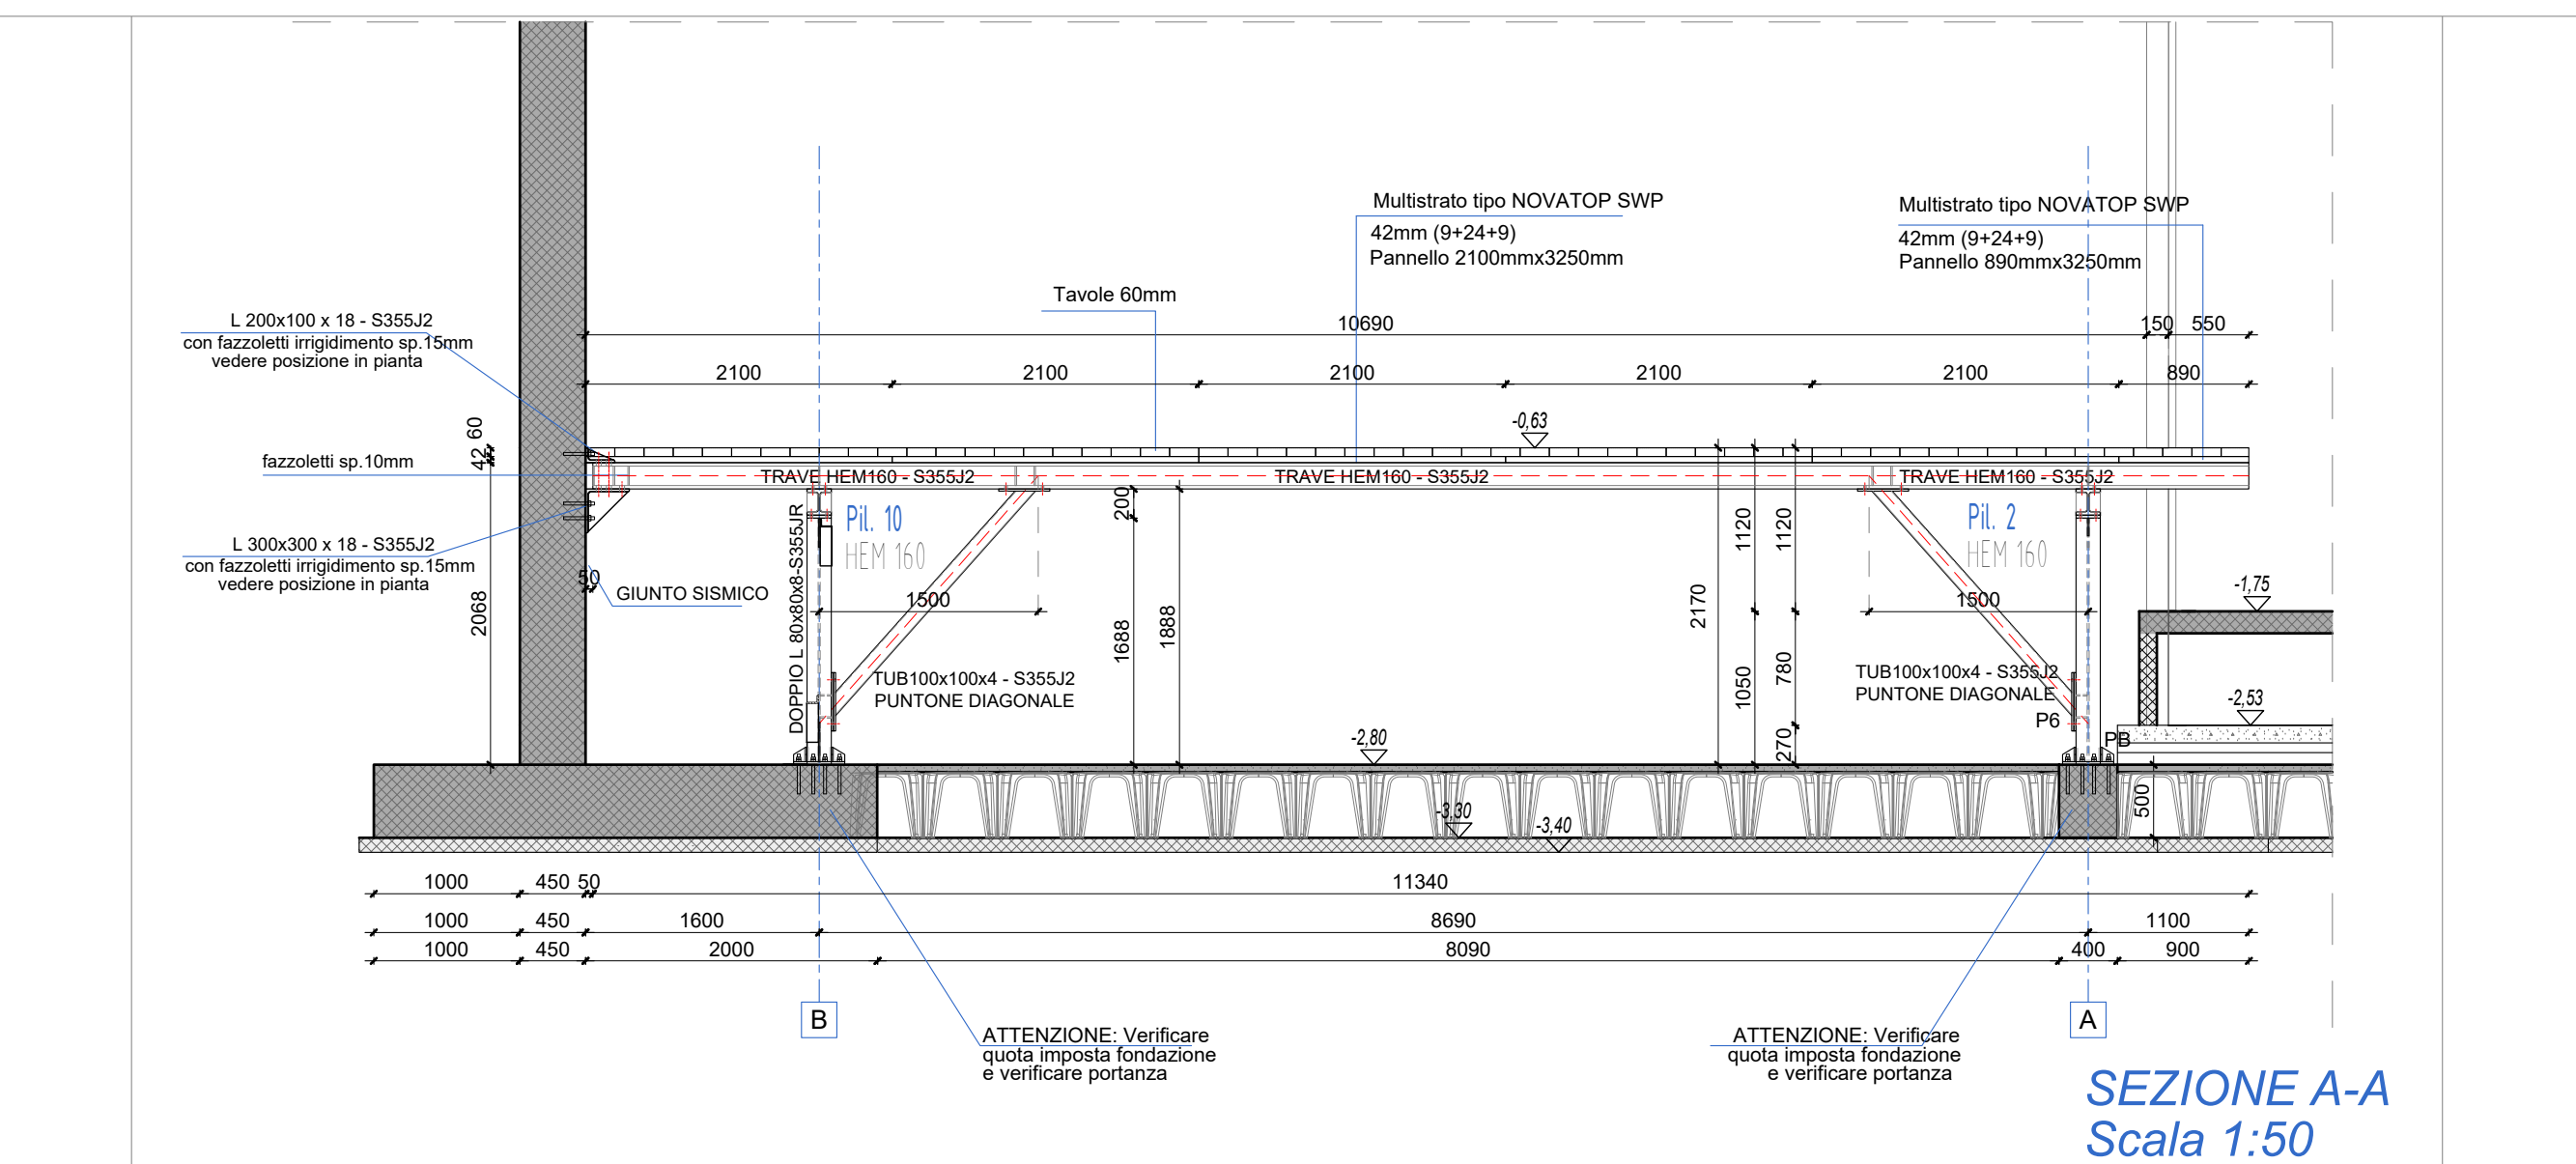 Multistrato tipo NOVATOP SWP
42mm (9+24+9)
Pannello 2100mmx3250mm
Multistrato tipo NOVATOP SWP
42mm (9+24+9)
Pannello 890mmx3250mm
Tavole 60mm
L 200x100 x 18 - S355J2
con fazzoletti irrigidimento sp.15mm
vedere posizione in pianta
10690
150
550
2100
2100
2100
2100
2100
890
-0,63
60
42
fazzoletti sp.10mm
TRAVE HEM160 - S355J2
TRAVE HEM160 - S355J2
TRAVE HEM160 - S355J2
Pil. 10
HEM 160
Pil. 2
HEM 160
200
1120
1120
L 300x300 x 18 - S355J2
con fazzoletti irrigidimento sp.15mm
vedere posizione in pianta
50
GIUNTO SISMICO
DOPPIO L 80x80x8-S355JR
1500
1500
2068
1688
1888
2170
1050
780
270
-1,75
TUB100x100x4 - S355J2
PUNTONE DIAGONALE
TUB100x100x4 - S355J2
PUNTONE DIAGONALE
-2,53
P6
PB
-2,80
-3,30
-3,40
500
1000
450
50
11340
1000
450
1600
8690
1100
1000
450
2000
8090
400
900
B
A
ATTENZIONE: Verificare
quota imposta fondazione
e verificare portanza
ATTENZIONE: Verificare
quota imposta fondazione
e verificare portanza
SEZIONE A-A
Scala 1:50